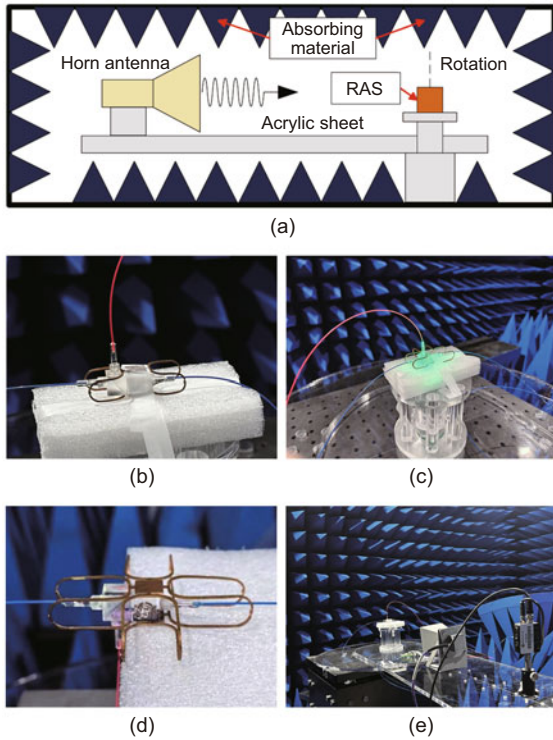 Absorbing
material
Horn antenna
Rotation
RAS
Acrylic sheet
(a)
(b)
(c)
(d)
(e)